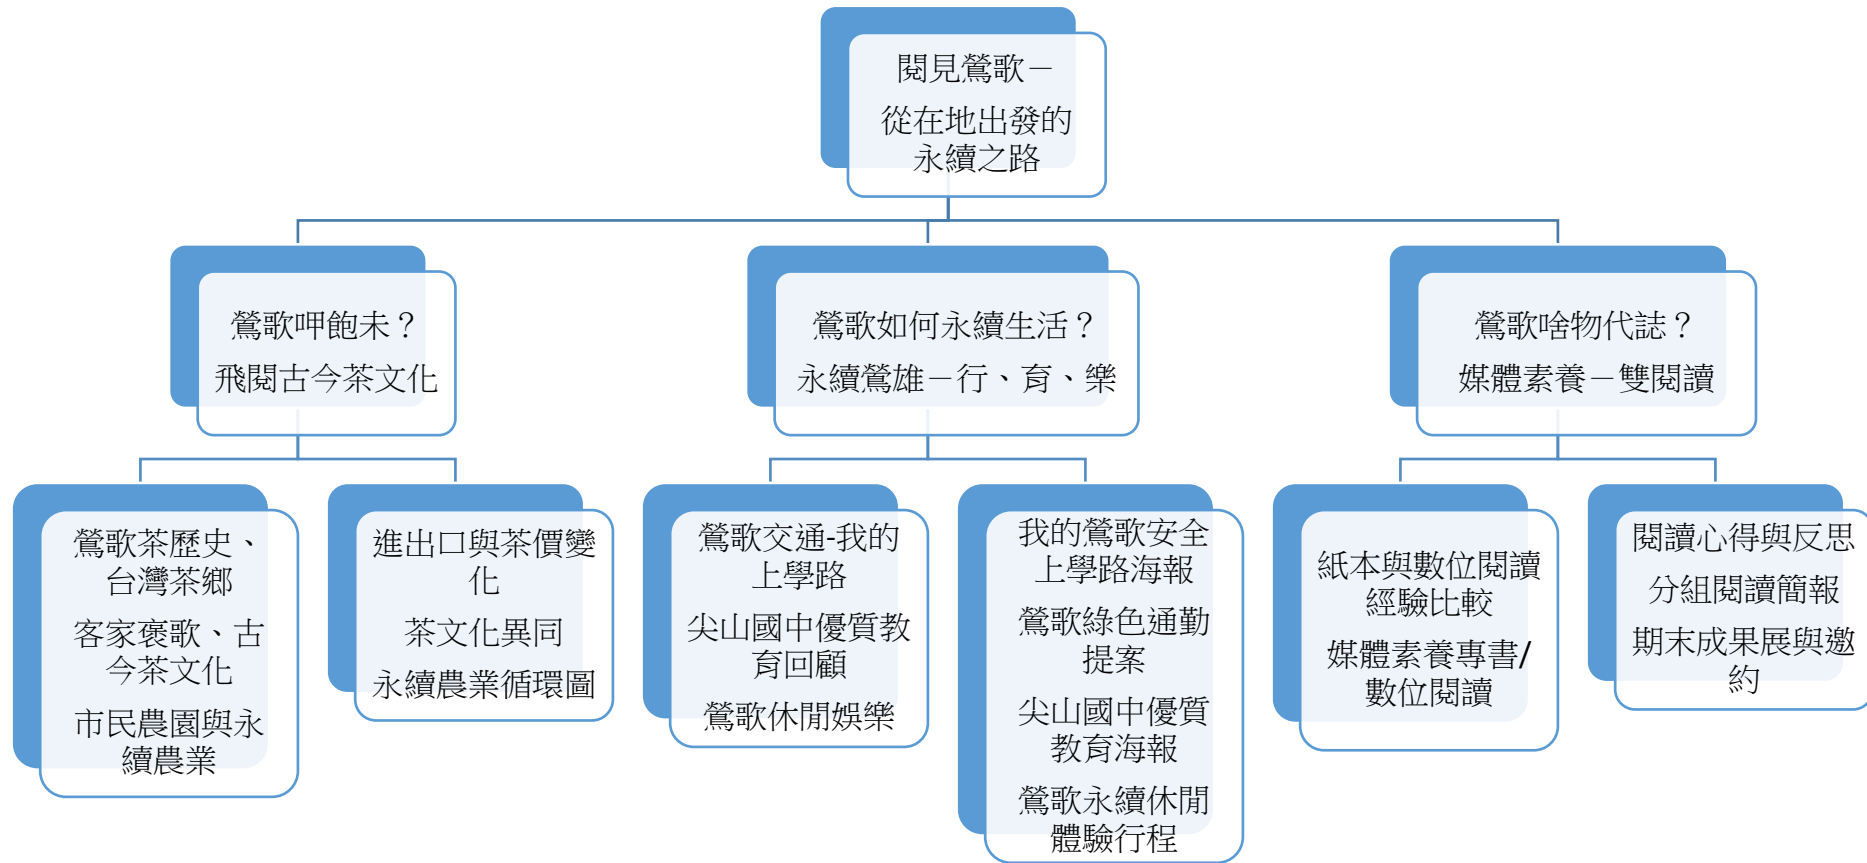 閱見鶯歌－
從在地出發的
永續之路
鶯歌呷飽未？
飛閱古今茶文化
鶯歌如何永續生活？
永續鶯雄－行、育、樂
鶯歌啥物代誌？
媒體素養－雙閱讀
鶯歌茶歷史、
台灣茶鄉
客家褒歌、古
今茶文化
市民農園與永
續農業
進出口與茶價變
化
茶文化異同
永續農業循環圖
鶯歌交通-我的
上學路
尖山國中優質教
育回顧
鶯歌休閒娛樂
我的鶯歌安全
上學路海報
鶯歌綠色通勤
提案
尖山國中優質
教育海報
鶯歌永續休閒
體驗行程
紙本與數位閱讀
經驗比較
媒體素養專書/
數位閱讀
閱讀心得與反思
分組閱讀簡報
期末成果展與邀
約